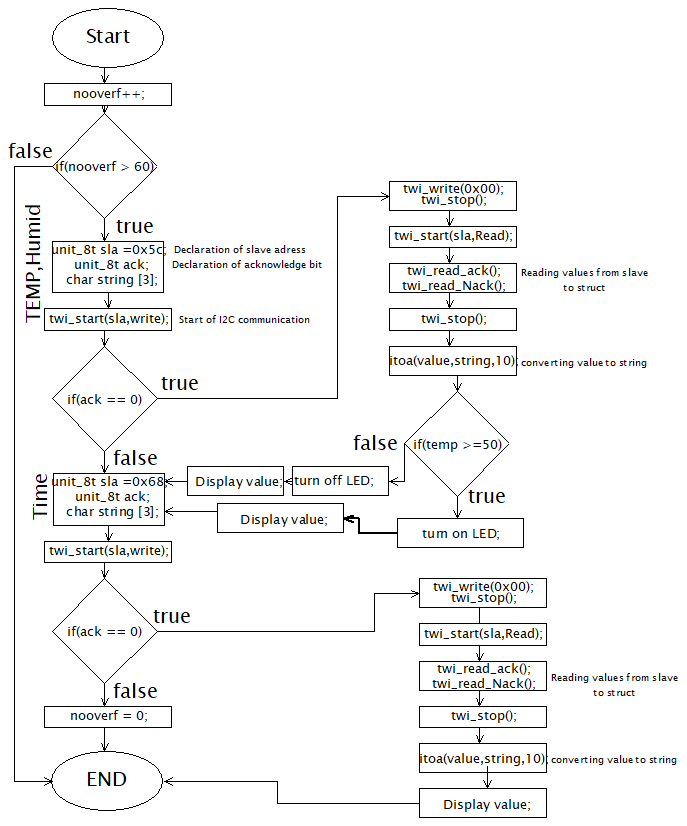 Start
nooverf++;
false
if(nooverf > 60)
true
TEMP,Humid
unit_8t sla =0x5c;
unit_8t ack;
char string [3];
Declaration of slave adress
Declaration of acknowledge bit
twi_start(sla,write);
Start of I2C communication
if(ack == 0)
true
false
twi_write(0x00);
twi_stop();
twi_start(sla,Read);
twi_read_ack();
twi_read_Nack();
Reading values from slave
to struct
twi_stop();
itoa(value,string,10);
converting value to string
if(temp >=50)
false
true
turn off LED;
Display value;
turn on LED;
Display value;
Time
unit_8t sla =0x68;
unit_8t ack;
char string [3];
twi_start(sla,write);
if(ack == 0)
true
false
twi_write(0x00);
twi_stop();
twi_start(sla,Read);
twi_read_ack();
twi_read_Nack();
Reading values from slave
to struct
twi_stop();
itoa(value,string,10);
converting value to string
Display value;
nooverf = 0;
END